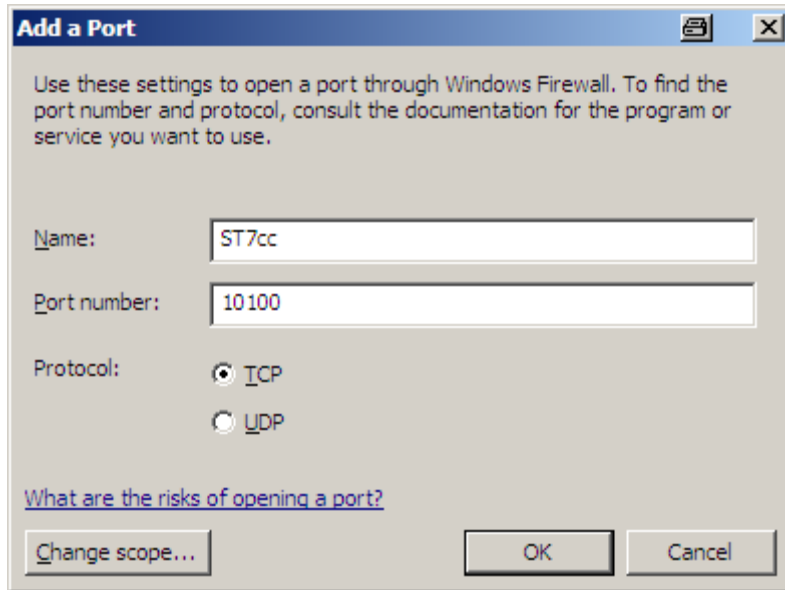 Add a Port
Use these settings to open a port through Windows Firewall. To find the
port number and protocol, consult the documentation for the program or
service you want to use.
Name: ST7cc
Port number: 10100
Protocol: TCP
UDP
What are the risks of opening a port?
Change scope... OK Cancel